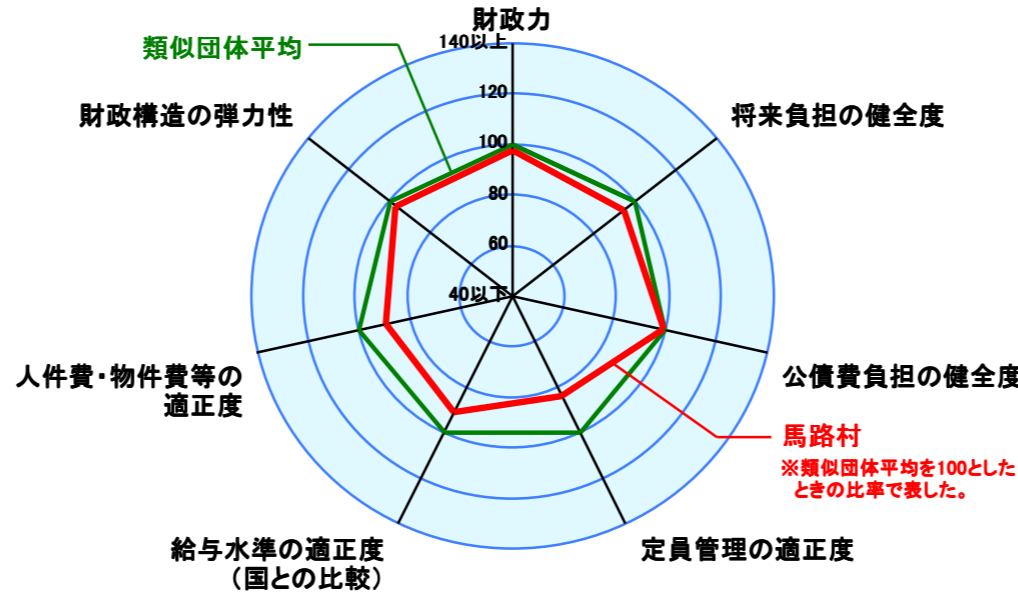 財政力
140以上
類似団体平均
120
財政構造の弾力性
将来負担の健全度
100
80
60
40以下
人件費・物件費等の
適正度
公債費負担の健全度
馬路村
※類似団体平均を100とした
ときの比率で表した。
給与水準の適正度
（国との比較）
定員管理の適正度